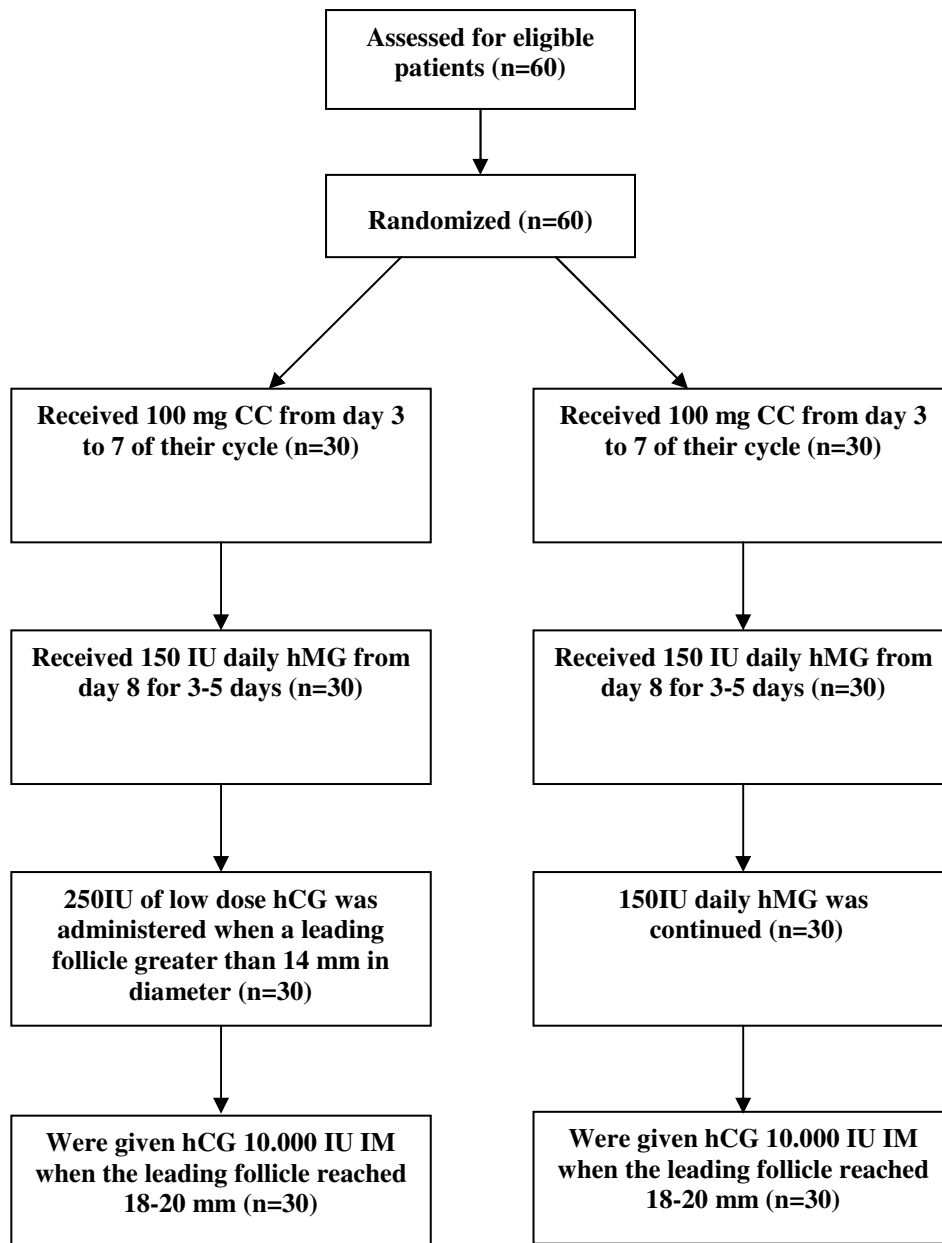 Assessed for eligible
patients (n=60)
Randomized (n=60)
Received 100 mg CC from day 3
to 7 of their cycle (n=30)
Received 100 mg CC from day 3
to 7 of their cycle (n=30)
Received 150 IU daily hMG from
day 8 for 3-5 days (n=30)
Received 150 IU daily hMG from
day 8 for 3-5 days (n=30)
250IU of low dose hCG was
administered when a leading
follicle greater than 14 mm in
diameter (n=30)
150IU daily hMG was
continued (n=30)
Were given hCG 10.000 IU IM
when the leading follicle reached
18-20 mm (n=30)
Were given hCG 10.000 IU IM
when the leading follicle reached
18-20 mm (n=30)